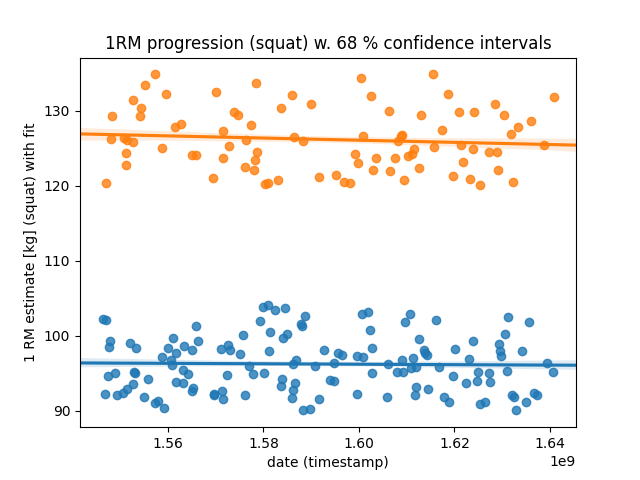 1RM progression (squat) w. 68 % confidence intervals
1 RM estimate [kg] (squat) with fit
130
120
110
100
90
1.56
1.58
1.60
1.62
1.64
1e9
date (timestamp)